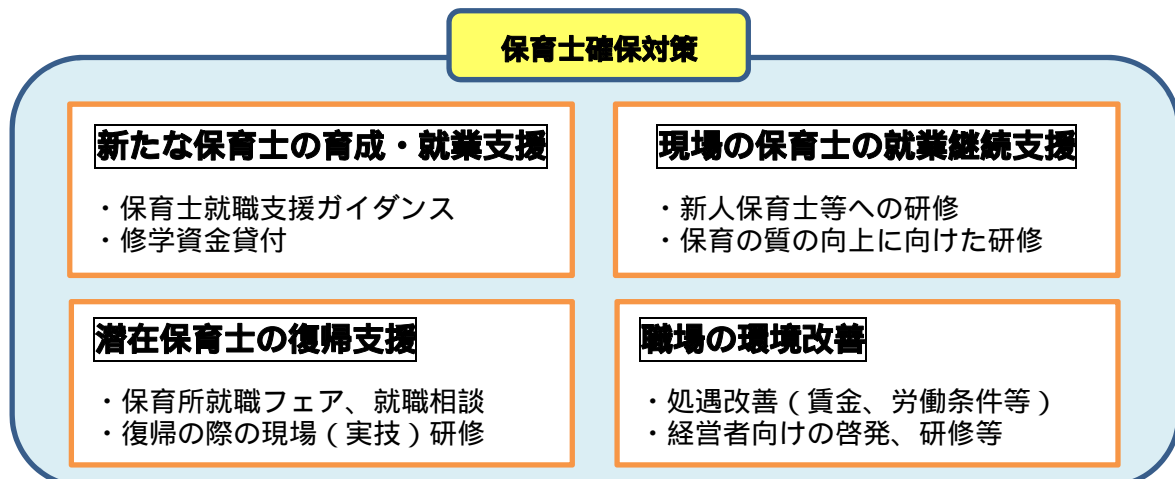 保育士確保対策
新たな保育士の育成・就業支援
・保育士就職支援ガイダンス
・修学資金貸付
現場の保育士の就業継続支援
・新人保育士等への研修
・保育の質の向上に向けた研修
潜在保育士の復帰支援
・保育所就職フェア、就職相談
・復帰の際の現場（実技）研修
職場の環境改善
・処遇改善（賃金、労働条件等）
・経営者向けの啓発、研修等